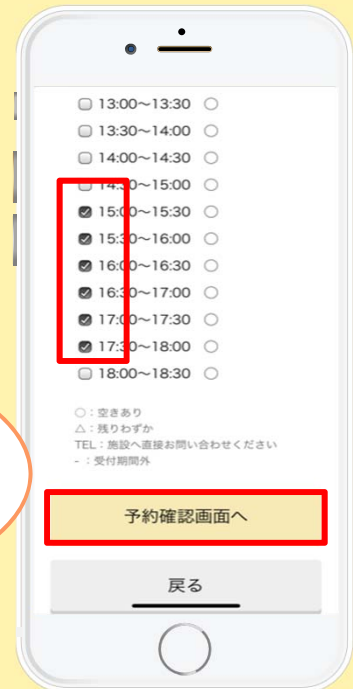 13:00～13:30 ○
13:30～14:00 ○
14:00～14:30 ○
14:30～15:00 ○
15:00～15:30 ○
15:30～16:00 ○
16:00～16:30 ○
16:30～17:00 ○
17:00～17:30 ○
17:30～18:00 ○
18:00～18:30 ○
○：空きあり
△：残りわずか
TEL：施設へ直接お問い合わせください
-：受付期間外
予約確認画面へ
戻る